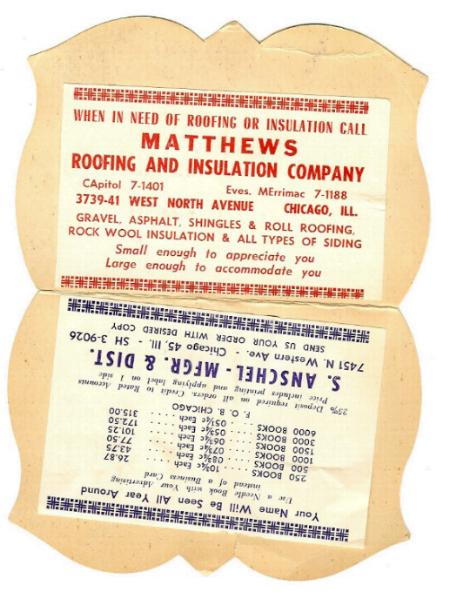 WHEN IN NEED OF ROOFING OR INSULATION CALL
MATTHEWS
ROOFING AND INSULATION COMPANY
CApitol 7-1401 Eves. MErrimac 7-1188
3739-41 WEST NORTH AVENUE CHICAGO, ILL.
GRAVEL, ASPHALT, SHINGLES & ROLL ROOFING,
ROCK WOOL INSULATION & ALL TYPES OF SIDING
Small enough to appreciate you
Large enough to accommodate you
Your Name Will Be Seen All Year Around
Use a Needle Book with Your Advertising
instead of a Business Card
250 BOOKS ........ 10¾¢ Each 26.87
500 BOOKS ........ 08¾¢ Each 43.75
1000 BOOKS ........ 07¾¢ Each 77.50
1500 BOOKS ........ 06¾¢ Each 101.25
3000 BOOKS ........ 05¾¢ Each 172.50
6000 BOOKS ........ 05¼¢ Each 315.00
F. O. B. CHICAGO
25% Deposit required on all orders. Credit to Rated Accounts
Price includes printing and applying label on 1 side
S. ANSCHEL - MFGR. & DIST.
7451 N. Western Ave. - Chicago 45, Ill. - SH 3-9026
SEND US YOUR ORDER WITH DESIRED COPY